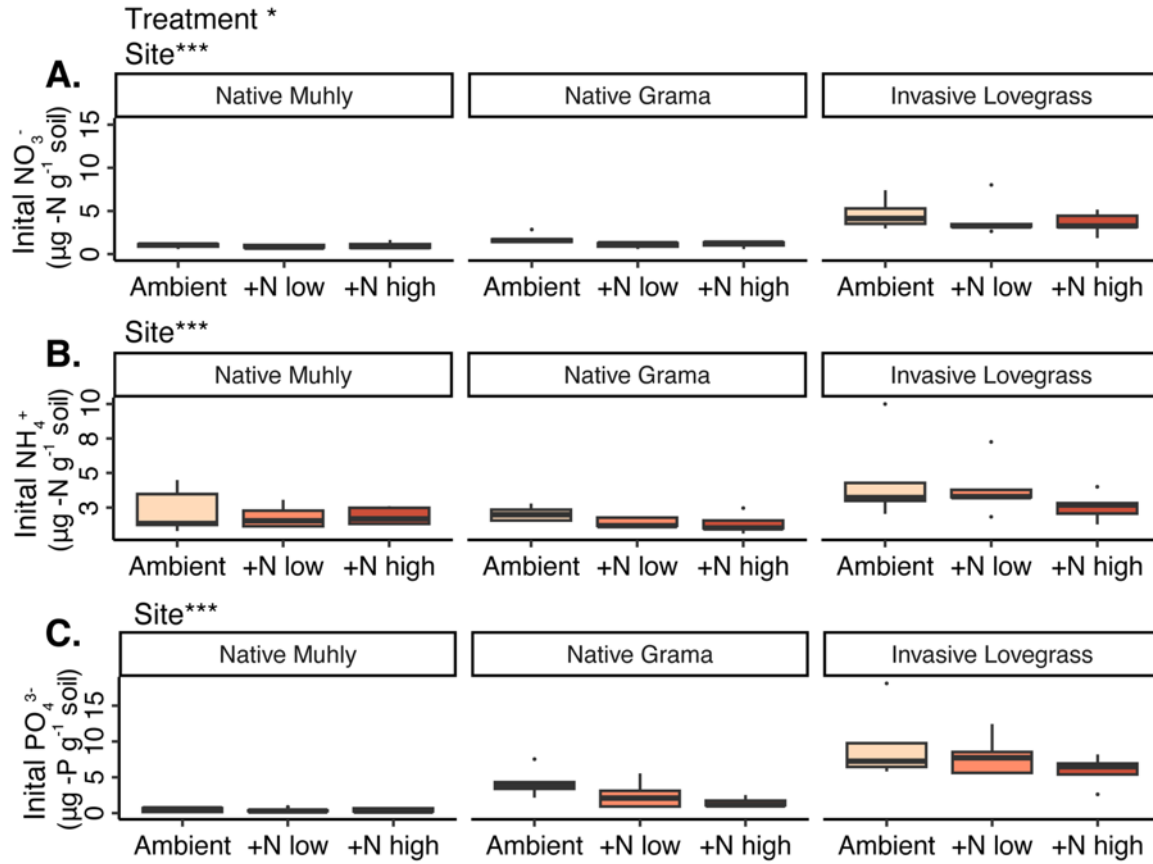 Treatment *
Site***
A.
Native Muhly Native Grama Invasive Lovegrass
Inital NO₃⁻
(µg -N g⁻¹ soil)
15
10
5
0
Ambient +N low +N high Ambient +N low +N high Ambient +N low +N high
Site***
B.
Native Muhly Native Grama Invasive Lovegrass
Inital NH₄⁺
(µg -N g⁻¹ soil)
10
8
5
3
Ambient +N low +N high Ambient +N low +N high Ambient +N low +N high
Site***
C.
Native Muhly Native Grama Invasive Lovegrass
Inital PO₄³⁻
(µg -P g⁻¹ soil)
15
10
5
0
Ambient +N low +N high Ambient +N low +N high Ambient +N low +N high